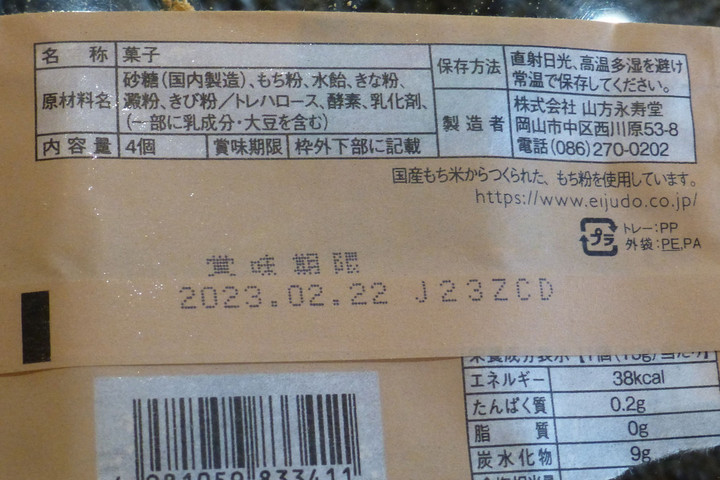 名称 菓子
原材料名 砂糖(国内製造)、もち粉、水飴、きな粉、
澱粉、きび粉/トレハロース、酵素、乳化剤、
(一部に乳成分・大豆を含む)
内容量 4個 賞味期限 枠外下部に記載
保存方法 直射日光、高温多湿を避け
常温で保存してください。
製造者 株式会社 山方永寿堂
岡山市中区西川原53-8
電話(086)270-0202
国産もち米からつくられた、もち粉を使用しています。
https://www.eijudo.co.jp/
プラ トレー:PP
外袋:PE,PA
賞味期限
2023.02.22 J23ZCD
栄養成分表示
エネルギー 38kcal
たんぱく質 0.2g
脂質 0g
炭水化物 9g
833411